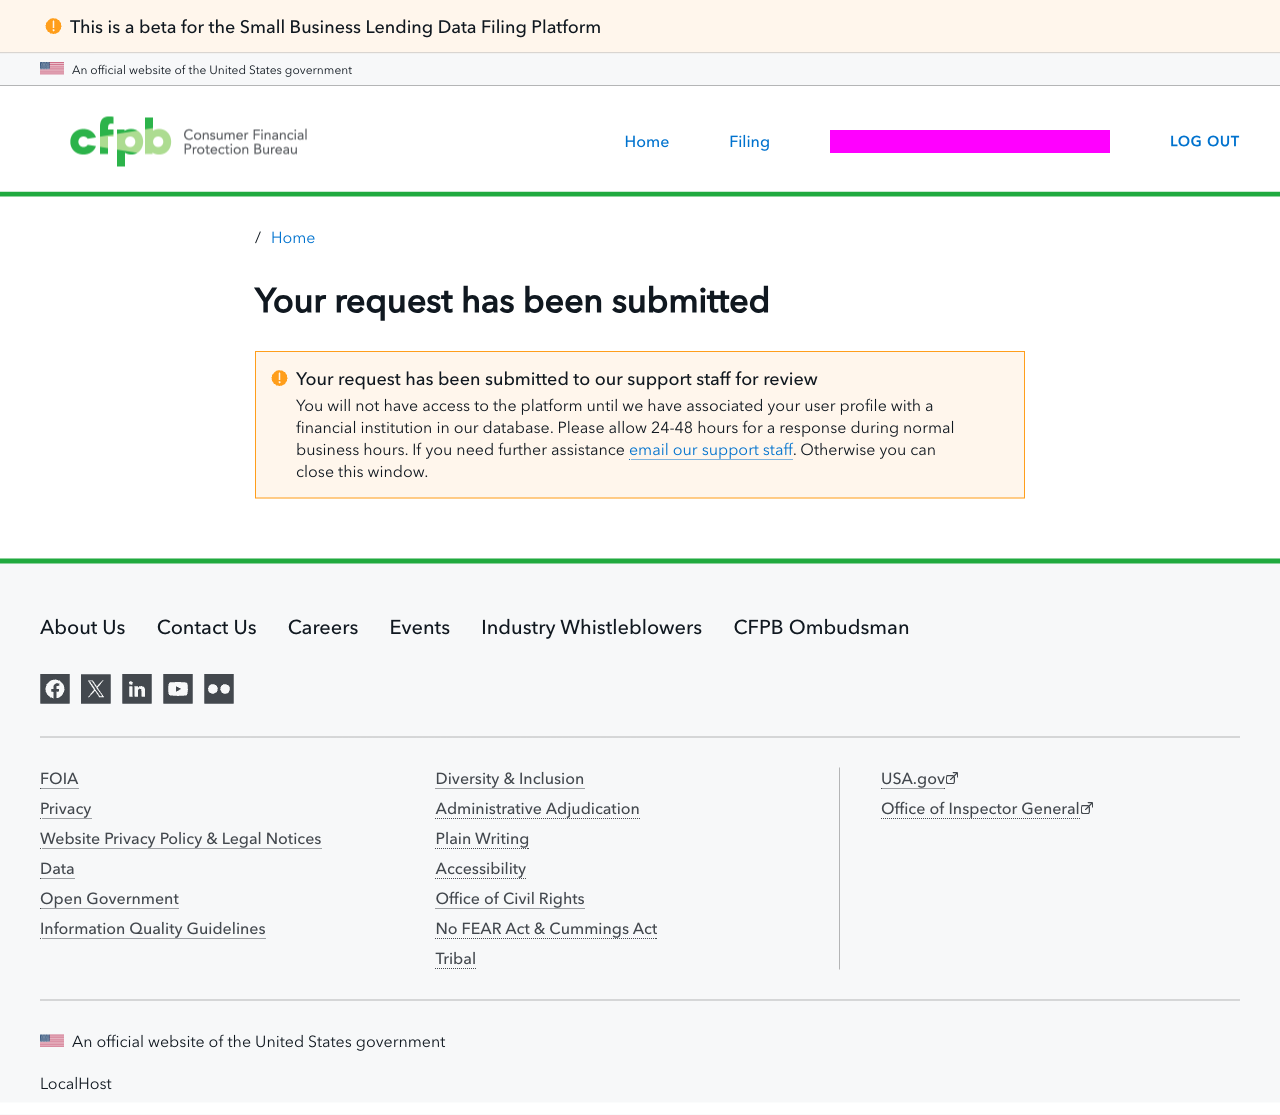 This is a beta for the Small Business Lending Data Filing Platform
An official website of the United States government
cfpb Consumer Financial
Protection Bureau
Home
Filing
LOG OUT
/ Home
Your request has been submitted
Your request has been submitted to our support staff for review
You will not have access to the platform until we have associated your user profile with a
financial institution in our database. Please allow 24-48 hours for a response during normal
business hours. If you need further assistance email our support staff. Otherwise you can
close this window.
About Us
Contact Us
Careers
Events
Industry Whistleblowers
CFPB Ombudsman
FOIA
Privacy
Website Privacy Policy & Legal Notices
Data
Open Government
Information Quality Guidelines
Diversity & Inclusion
Administrative Adjudication
Plain Writing
Accessibility
Office of Civil Rights
No FEAR Act & Cummings Act
Tribal
USA.gov
Office of Inspector General
An official website of the United States government
LocalHost